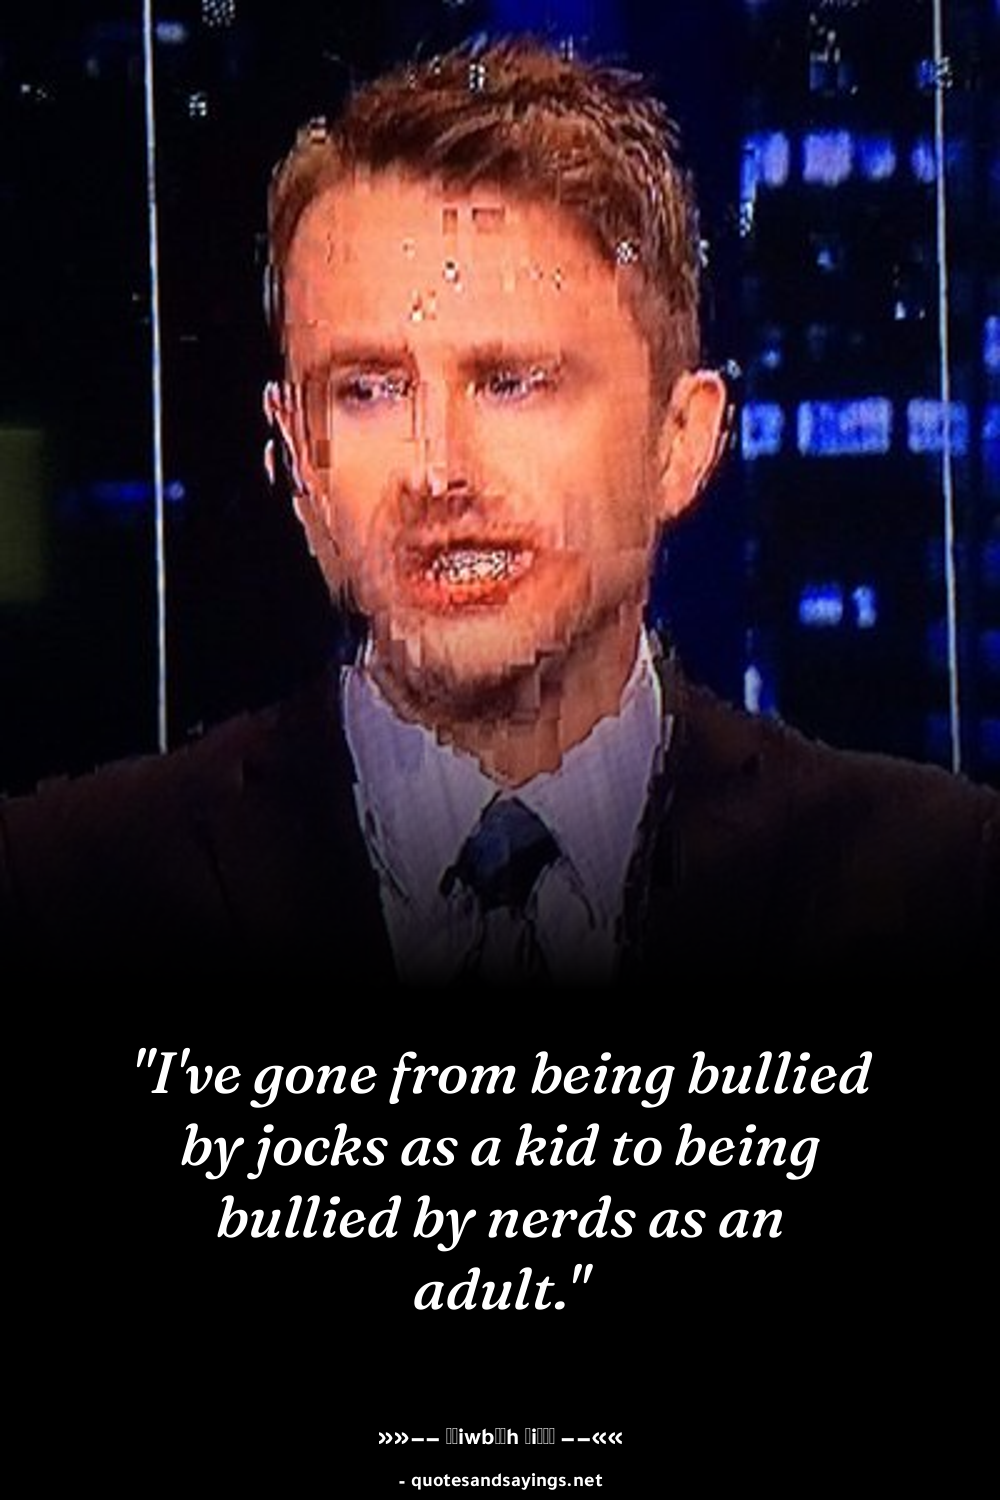 "I've gone from being bullied
by jocks as a kid to being
bullied by nerds as an
adult."
- quotesandsayings.net